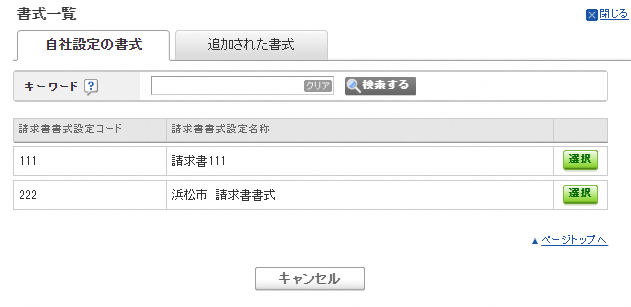 書式一覧
閉じる
自社設定の書式
追加された書式
キーワード ?
クリア
検索する
請求書書式設定コード 請求書書式設定名称
111 請求書111 選択
222 浜松市 請求書書式 選択
▲ページトップへ
キャンセル